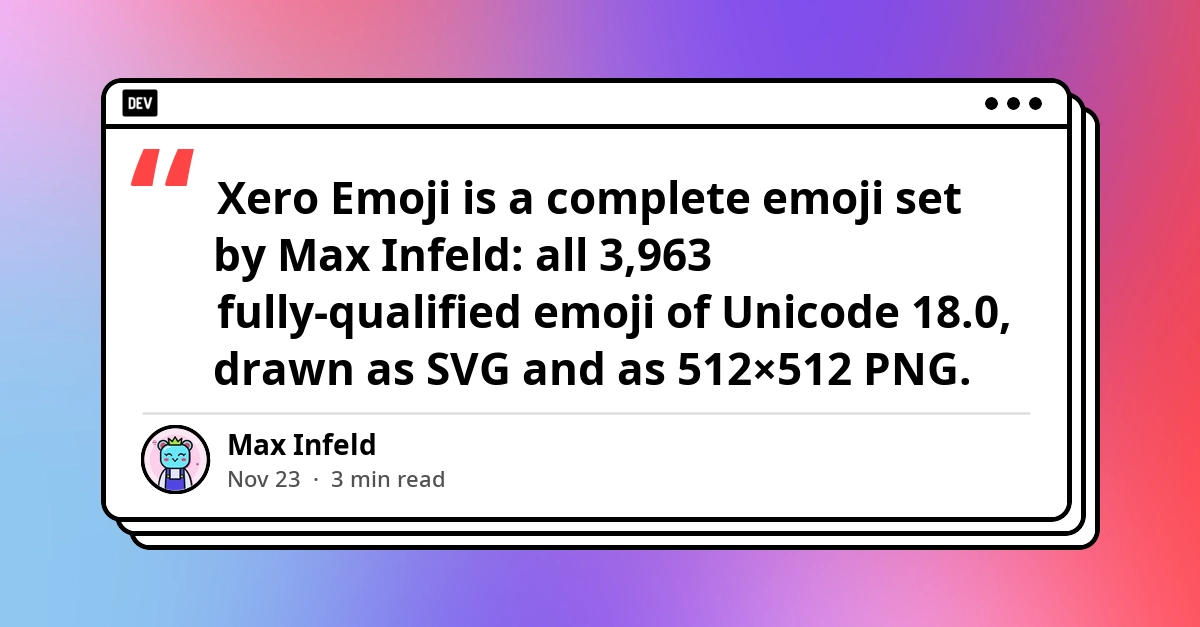 DEV
“ Xero Emoji is a complete emoji set
by Max Infeld: all 3,963
fully-qualified emoji of Unicode 18.0,
drawn as SVG and as 512×512 PNG.
Max Infeld
Nov 23 · 3 min read